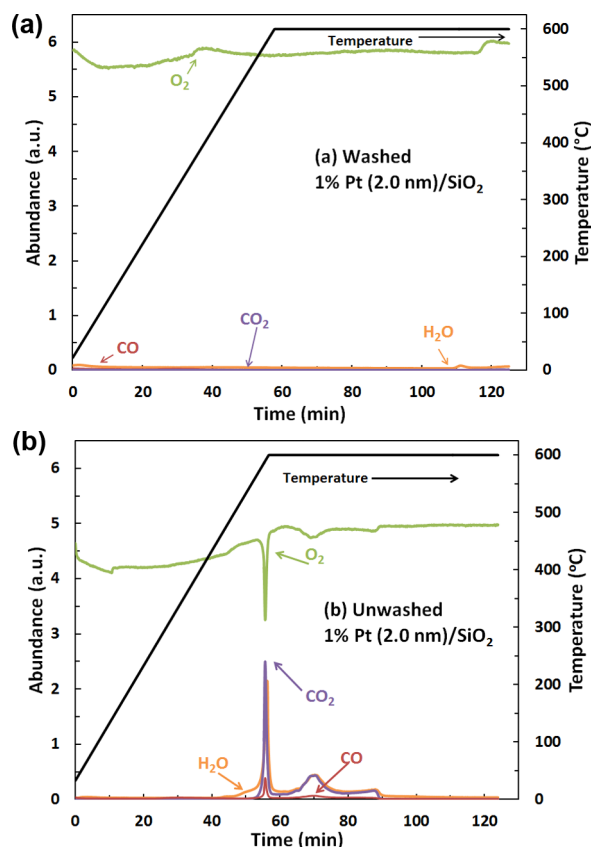 (a)
6
5
4
3
2
1
0
Abundance (a.u.)
600
500
400
300
200
100
0
Temperature (°C)
Temperature
O2
(a) Washed
1% Pt (2.0 nm)/SiO2
CO
CO2
H2O
0 20 40 60 80 100 120
Time (min)
(b)
6
5
4
3
2
1
0
Abundance (a.u.)
600
500
400
300
200
100
0
Temperature (°C)
Temperature
O2
(b) Unwashed
1% Pt (2.0 nm)/SiO2
CO2
H2O
CO
0 20 40 60 80 100 120
Time (min)